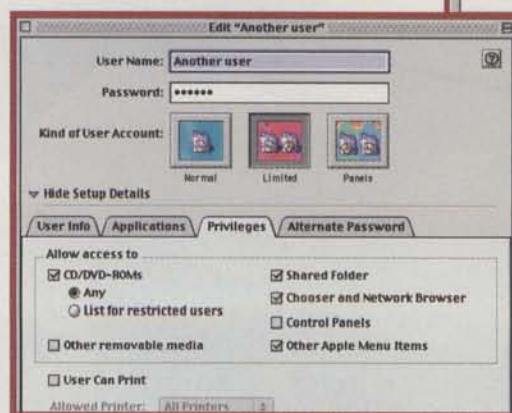 Edit "Another user"
User Name: Another user
Password: ••••••
Kind of User Account:
Normal Limited Panels
Hide Setup Details
User Info Applications Privileges Alternate Password
Allow access to
CD/DVD-ROMs
Any
List for restricted users
Other removable media
Shared Folder
Chooser and Network Browser
Control Panels
Other Apple Menu Items
User Can Print
Allowed Printer: All Printers